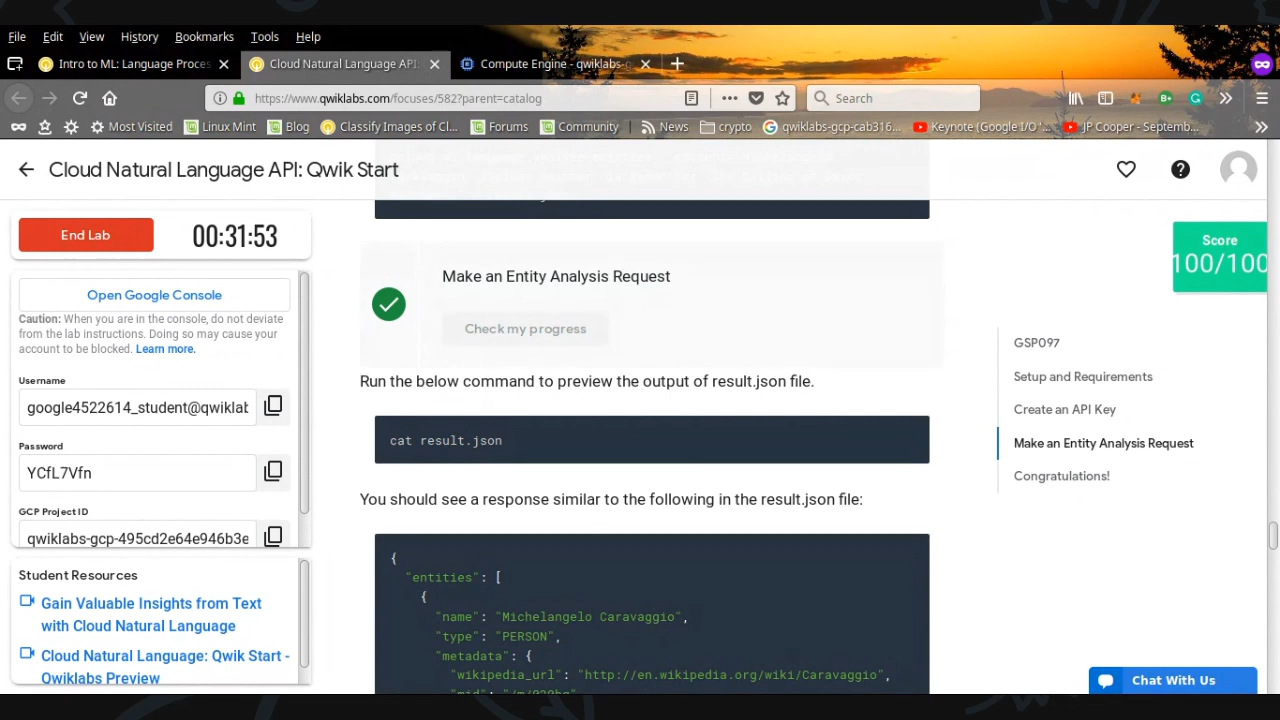 File Edit View History Bookmarks Tools Help
Intro to ML: Language Proces
Cloud Natural Language API:
Compute Engine - qwiklabs-g
https://www.qwiklabs.com/focuses/582?parent=catalog
Search
Most Visited Linux Mint Blog Classify Images of Cl... Forums Community News crypto qwiklabs-gcp-cab316... Keynote (Google I/O '... JP Cooper - Septemb...
Cloud Natural Language API: Qwik Start
End Lab
00:31:53
Open Google Console
Caution: When you are in the console, do not deviate
from the lab instructions. Doing so may cause your
account to be blocked. Learn more.
Username
google4522614_student@qwiklab
Password
YCfL7Vfn
GCP Project ID
qwiklabs-gcp-495cd2e64e946b3e
Student Resources
Gain Valuable Insights from Text
with Cloud Natural Language
Cloud Natural Language: Qwik Start -
Qwiklabs Preview
Make an Entity Analysis Request
Check my progress
Run the below command to preview the output of result.json file.
cat result.json
You should see a response similar to the following in the result.json file:
{
"entities": [
{
"name": "Michelangelo Caravaggio",
"type": "PERSON",
"metadata": {
"wikipedia_url": "http://en.wikipedia.org/wiki/Caravaggio",
Score
100/100
GSP097
Setup and Requirements
Create an API Key
Make an Entity Analysis Request
Congratulations!
Chat With Us